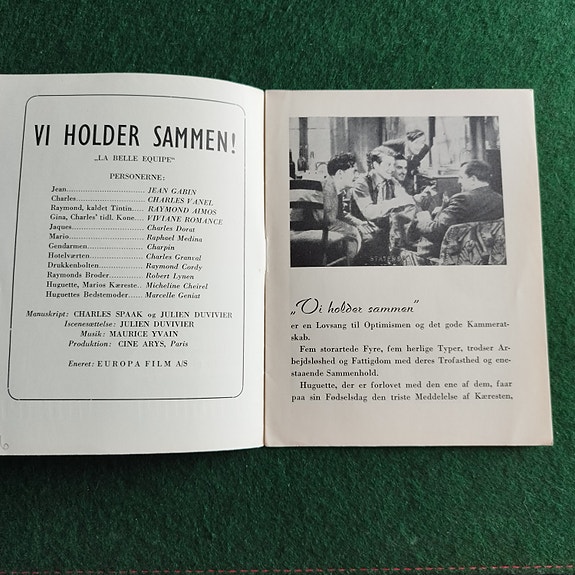 VI HOLDER SAMMEN!
„LA BELLE EQUIPE“
PERSONERNE:
Jean.......................... JEAN GABIN
Charles....................... CHARLES VANEL
Raymond, kaldet Tintin..... RAYMOND AIMOS
Gina, Charles' tidl. Kone.... VIVIANE ROMANCE
Jaques........................ Charles Dorat
Mario......................... Raphael Medina
Gendarmen..................... Charpin
Hotelværten................... Charles Granval
Drukkenbolten................. Raymond Cordy
Raymonds Broder............... Robert Lynen
Huguette, Marios Kæreste.. Micheline Cheirel
Huguettes Bedstemoder...... Marcelle Geniat
Manuskript: CHARLES SPAAK og JULIEN DUVIVIER
Iscenesættelse: JULIEN DUVIVIER
Musik: MAURICE YVAIN
Produktion: CINE ARYS, Paris
Eneret: EUROPA FILM A/S
„Vi holder sammen“
er en Lovsang til Optimismen og det gode Kammerat-
skab.
Fem storartede Fyre, fem herlige Typer, trodser Ar-
bejdsløshed og Fattigdom med deres Trofasthed og ene-
staaende Sammenhold.
Huguette, der er forlovet med den ene af dem, faar
paa sin Fødselsdag den triste Meddelelse af Kæresten,